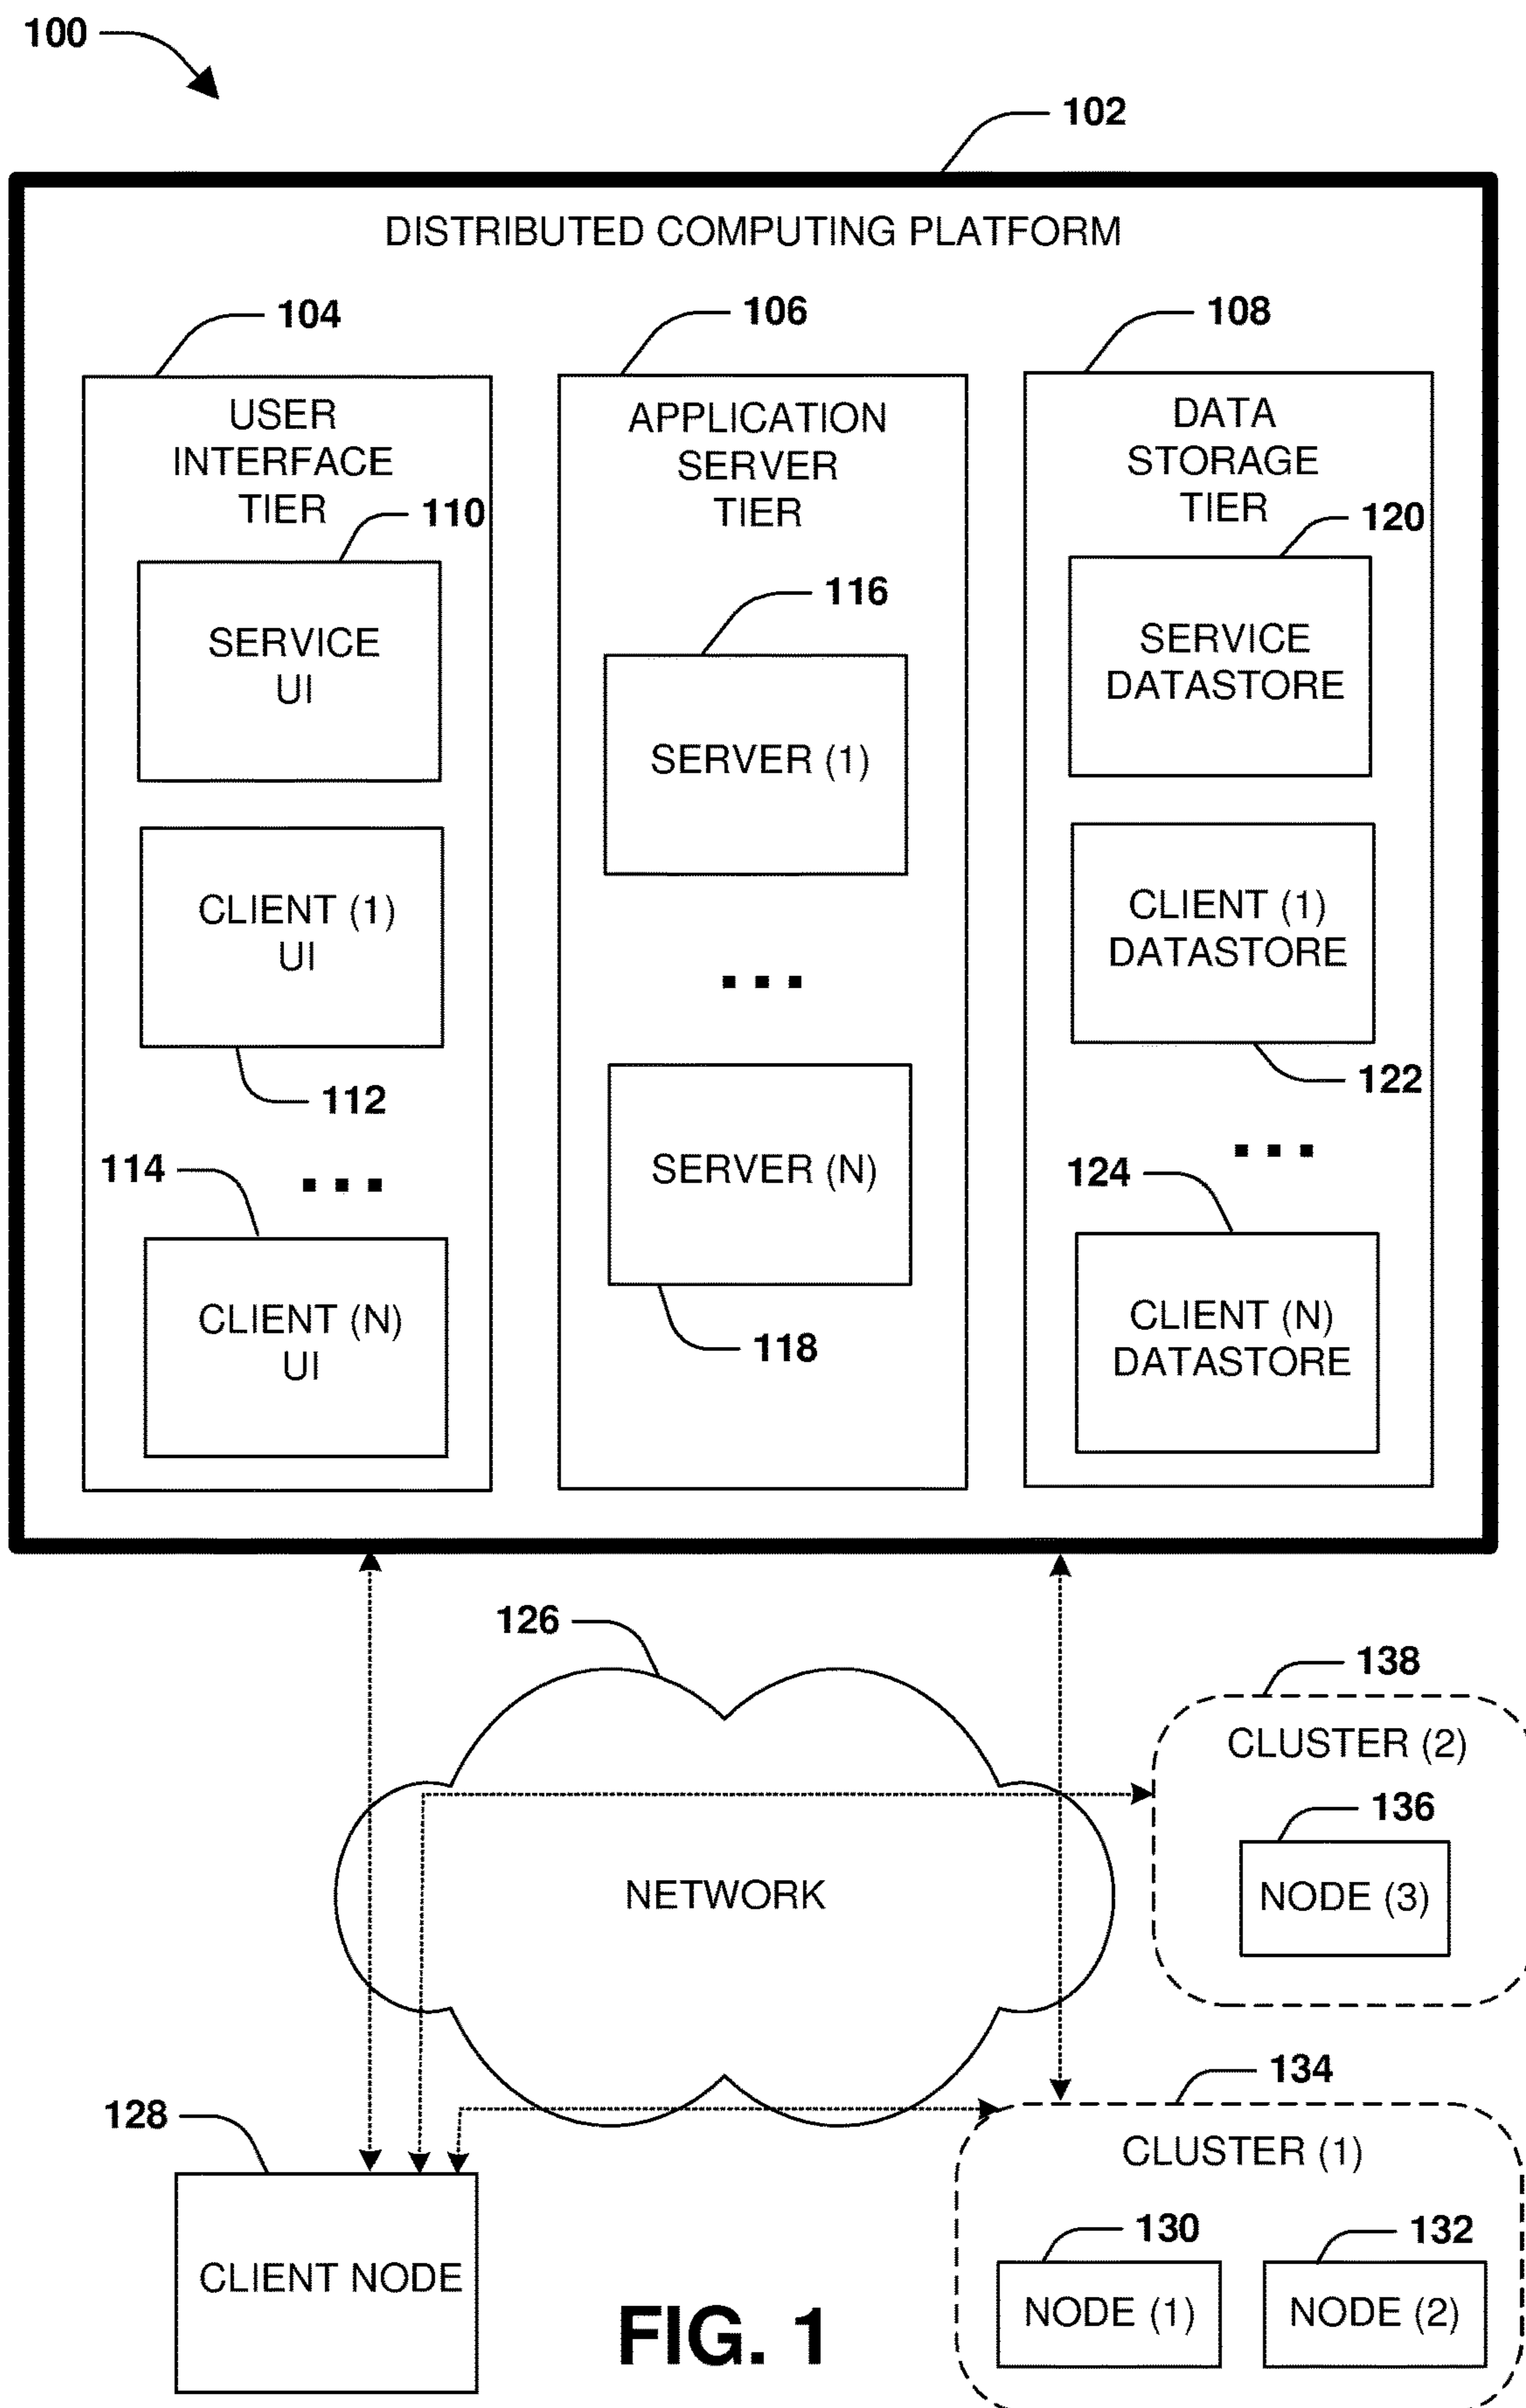 100
102
DISTRIBUTED COMPUTING PLATFORM
104
USER
INTERFACE
TIER
110
SERVICE
UI
CLIENT (1)
UI
112
114
CLIENT (N)
UI
106
APPLICATION
SERVER
TIER
116
SERVER (1)
SERVER (N)
118
108
DATA
STORAGE
TIER
120
SERVICE
DATASTORE
CLIENT (1)
DATASTORE
122
124
CLIENT (N)
DATASTORE
126
NETWORK
138
CLUSTER (2)
136
NODE (3)
128
CLIENT NODE
134
CLUSTER (1)
130
NODE (1)
132
NODE (2)
FIG. 1